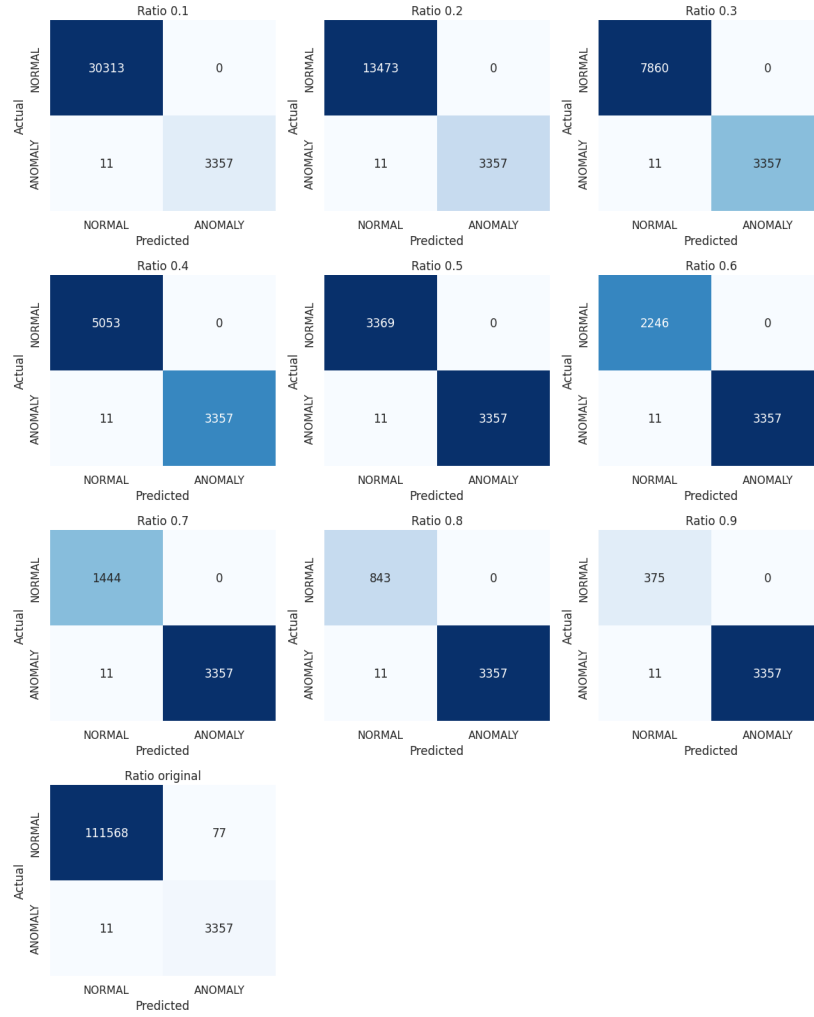 Ratio 0.1
Actual
NORMAL
ANOMALY
30313
0
11
3357
NORMAL
ANOMALY
Predicted
Ratio 0.2
Actual
NORMAL
ANOMALY
13473
0
11
3357
NORMAL
ANOMALY
Predicted
Ratio 0.3
Actual
NORMAL
ANOMALY
7860
0
11
3357
NORMAL
ANOMALY
Predicted
Ratio 0.4
Actual
NORMAL
ANOMALY
5053
0
11
3357
NORMAL
ANOMALY
Predicted
Ratio 0.5
Actual
NORMAL
ANOMALY
3369
0
11
3357
NORMAL
ANOMALY
Predicted
Ratio 0.6
Actual
NORMAL
ANOMALY
2246
0
11
3357
NORMAL
ANOMALY
Predicted
Ratio 0.7
Actual
NORMAL
ANOMALY
1444
0
11
3357
NORMAL
ANOMALY
Predicted
Ratio 0.8
Actual
NORMAL
ANOMALY
843
0
11
3357
NORMAL
ANOMALY
Predicted
Ratio 0.9
Actual
NORMAL
ANOMALY
375
0
11
3357
NORMAL
ANOMALY
Predicted
Ratio original
Actual
NORMAL
ANOMALY
111568
77
11
3357
NORMAL
ANOMALY
Predicted